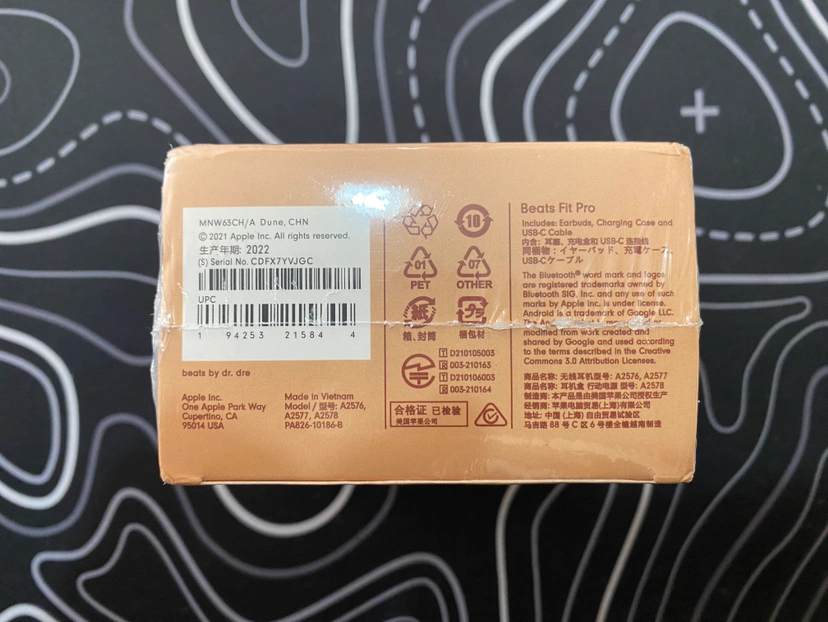 MNW63CH/A Dune, CHN
©2021 Apple Inc. All rights reserved.
生产年期: 2022
(S) Serial No. CDFX7YVJGC
UPC
1 94253 21584 4
beats by dr. dre
Apple Inc.
One Apple Park Way
Cupertino, CA
95014 USA
Made in Vietnam
Model / 型号: A2576,
A2577, A2578
PA826-10186-B
10
01
PET
07
OTHER
紙
箱、封筒
プラ
梱包材
T D210105003
R 003-210163
T D210106003
R 003-210164
合格证 已检验
美国苹果公司
Beats Fit Pro
Includes: Earbuds, Charging Case and
USB-C Cable
内含: 耳塞、充电盒和 USB-C 连接线
同梱物: イヤーバッド、充電ケース
USB-Cケーブル
The Bluetooth® word mark and logos
are registered trademarks owned by
Bluetooth SIG, Inc. and any use of such
marks by Apple Inc. is under license.
Android is a trademark of Google LLC.
The
modified from work created and
shared by Google and used according
to the terms described in the Creative
Commons 3.0 Attribution Licenses.
商品名称: 无线耳机型号: A2576, A2577
商品名称: 耳机盒 行动电源 型号: A2578
制造商: 本产品是由美国苹果公司授权生产
经销商: 苹果电脑贸易(上海)有限公司
地址: 中国 (上海) 自由贸易试验区
马吉路 88 号 C 区 6 号楼全幢越南制造